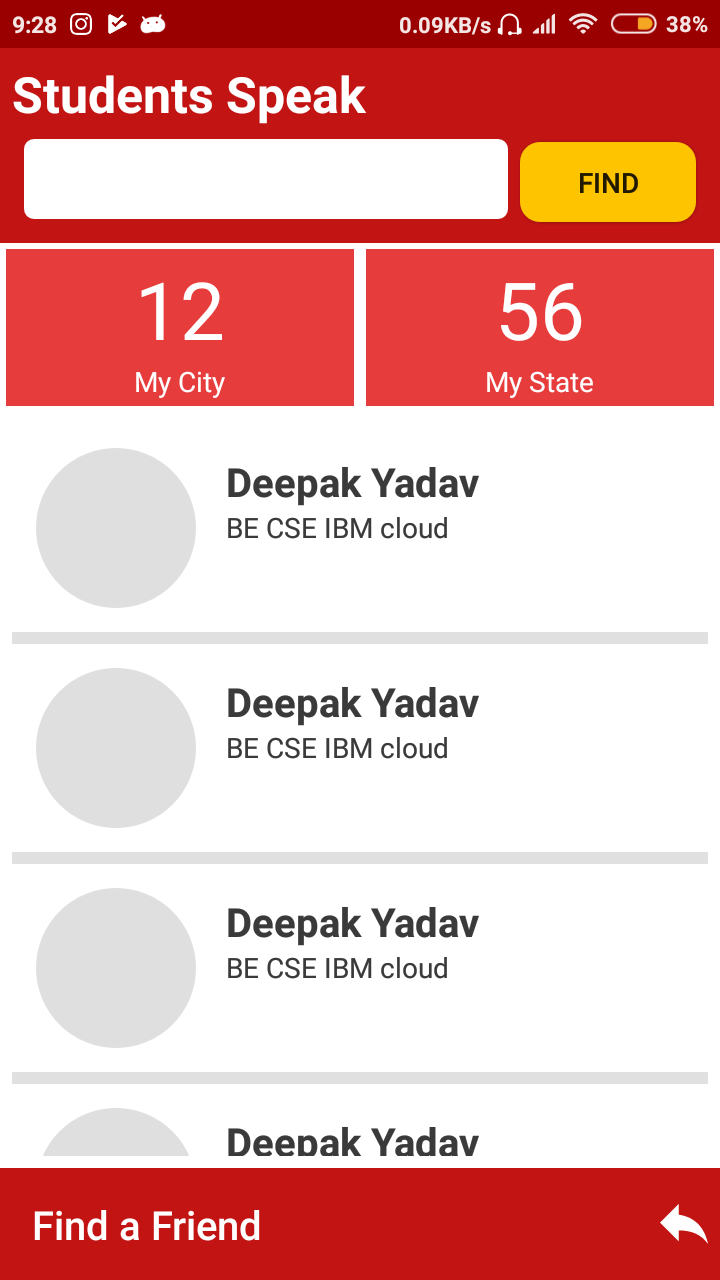 9:28 0.09KB/s 38%
Students Speak
FIND
12 56
My City My State
Deepak Yadav
BE CSE IBM cloud
Deepak Yadav
BE CSE IBM cloud
Deepak Yadav
BE CSE IBM cloud
Deepak Yadav
Find a Friend